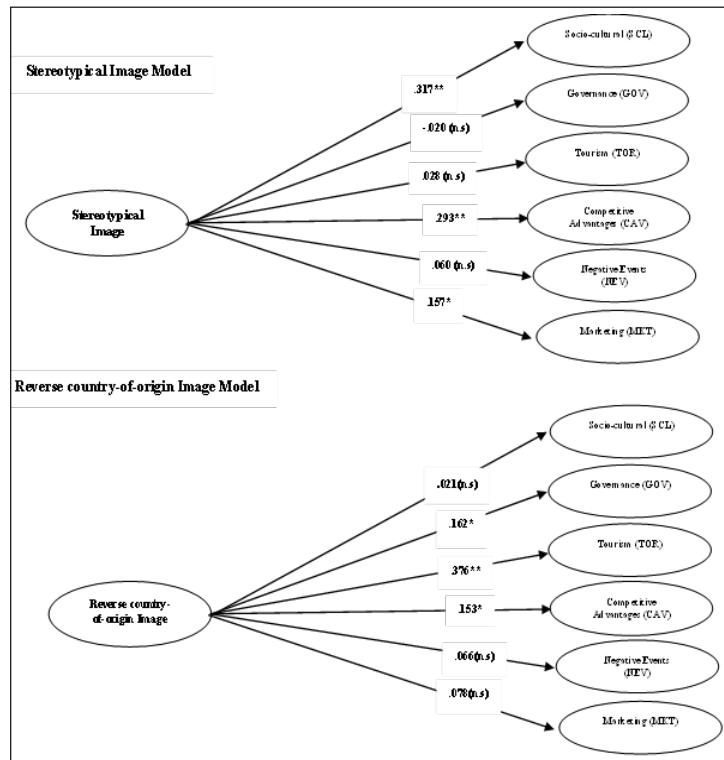 Stereotypical Image Model
Socio-cultural (SCL)
.317**
Governance (GOV)
-.020 (n.s)
Tourism (TOR)
.028 (n.s)
Stereotypical
Image
.293**
Competitive
Advantages (CAV)
.060 (n.s)
Negative Events
(NEV)
.157*
Marketing (MKT)
Reverse country-of-origin Image Model
Socio-cultural (SCL)
.021(n.s)
Governance (GOV)
.162*
Tourism (TOR)
.376**
Reverse country-
of-origin Image
.153*
Competitive
Advantages (CAV)
.066(n.s)
Negative Events
(NEV)
.078(n.s)
Marketing (MKT)